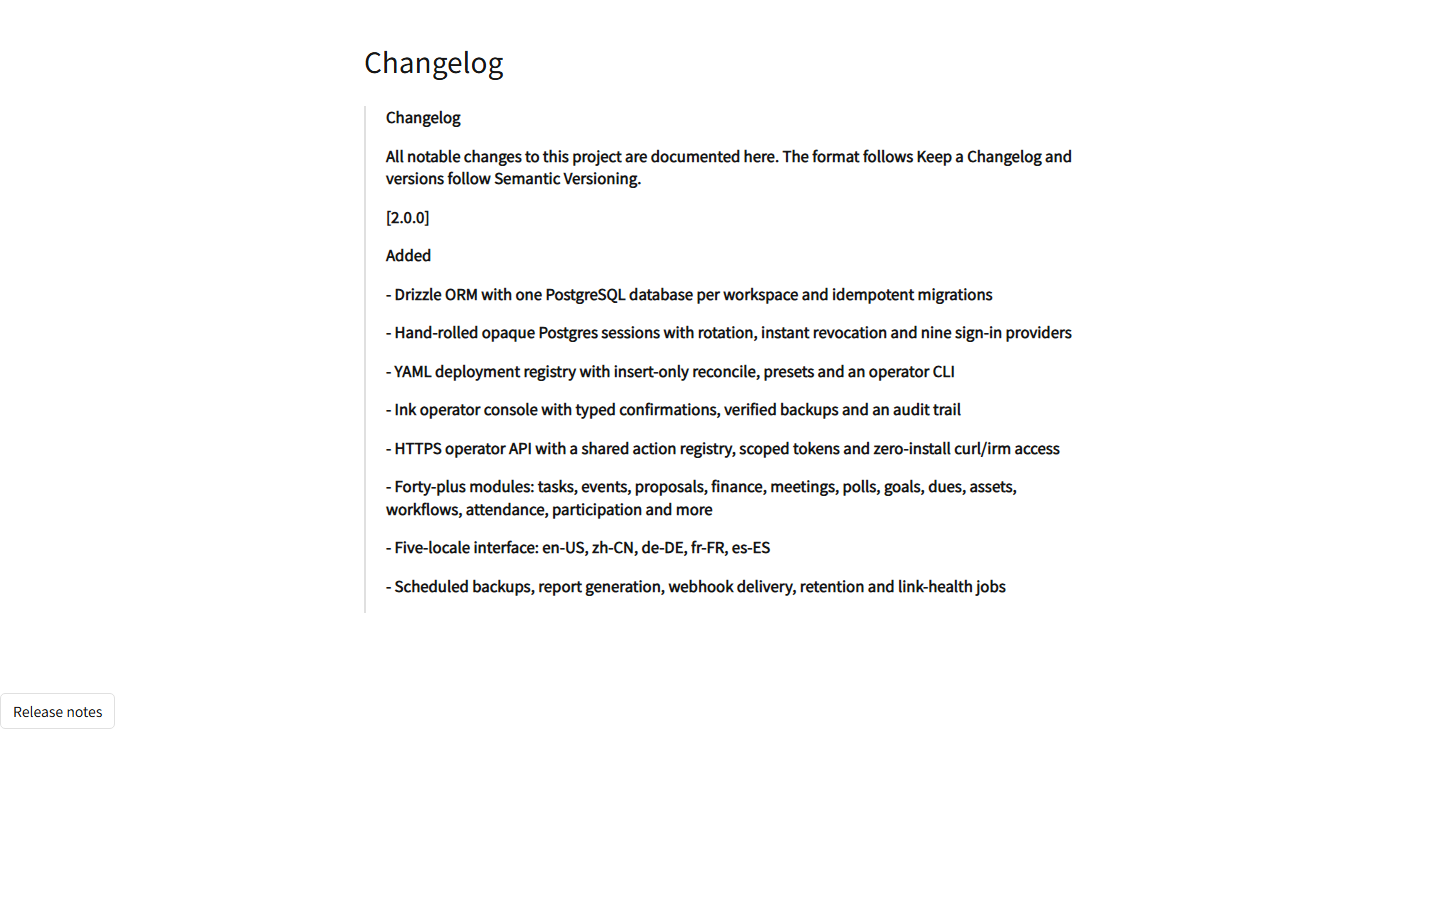 Changelog
Changelog
All notable changes to this project are documented here. The format follows Keep a Changelog and
versions follow Semantic Versioning.
[2.0.0]
Added
- Drizzle ORM with one PostgreSQL database per workspace and idempotent migrations
- Hand-rolled opaque Postgres sessions with rotation, instant revocation and nine sign-in providers
- YAML deployment registry with insert-only reconcile, presets and an operator CLI
- Ink operator console with typed confirmations, verified backups and an audit trail
- HTTPS operator API with a shared action registry, scoped tokens and zero-install curl/irm access
- Forty-plus modules: tasks, events, proposals, finance, meetings, polls, goals, dues, assets,
workflows, attendance, participation and more
- Five-locale interface: en-US, zh-CN, de-DE, fr-FR, es-ES
- Scheduled backups, report generation, webhook delivery, retention and link-health jobs
Release notes